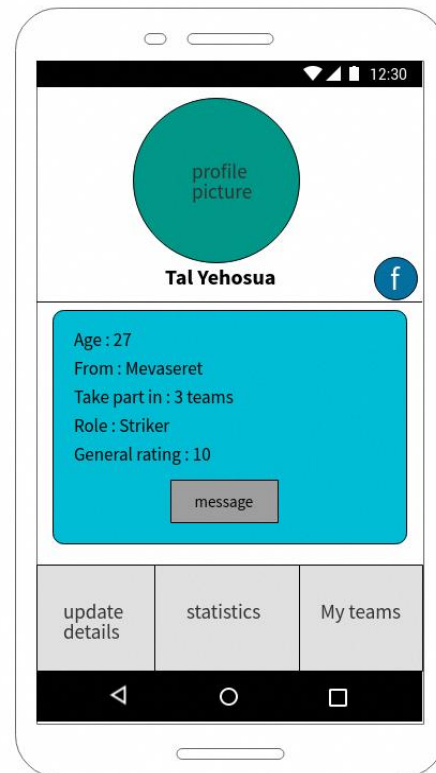 12:30
profile
picture
Tal Yehosua
f
Age : 27
From : Mevaseret
Take part in : 3 teams
Role : Striker
General rating : 10
message
update
details
statistics
My teams